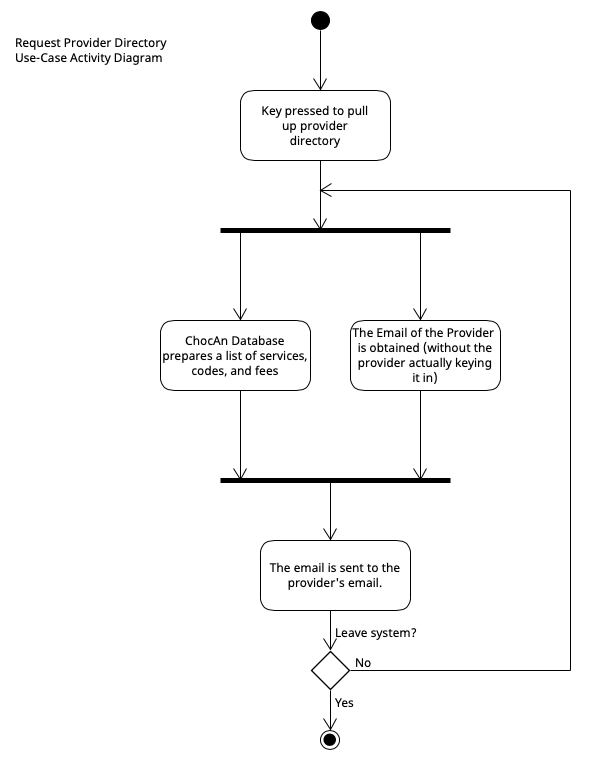 Request Provider Directory
Use-Case Activity Diagram
Key pressed to pull
up provider
directory
ChocAn Database
prepares a list of services,
codes, and fees
The Email of the Provider
is obtained (without the
provider actually keying
it in)
The email is sent to the
provider's email.
Leave system?
No
Yes